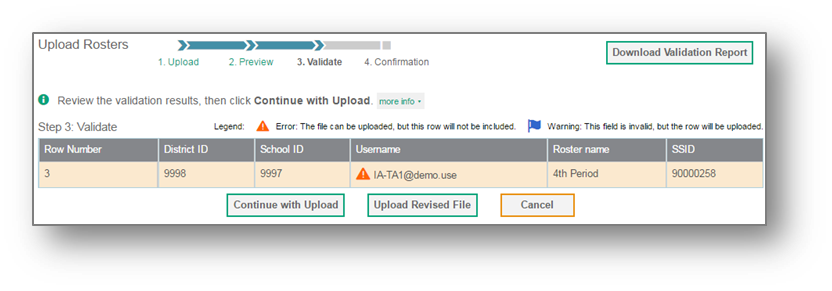 Upload Rosters
Download Validation Report
1. Upload 2. Preview 3. Validate 4. Confirmation
Review the validation results, then click Continue with Upload. more info
Step 3: Validate Legend: Error: The file can be uploaded, but this row will not be included. Warning: This field is invalid, but the row will be uploaded.
Row Number District ID School ID Username Roster name SSID
3 9998 9997 IA-TA1@demo.use 4th Period 90000258
Continue with Upload Upload Revised File Cancel